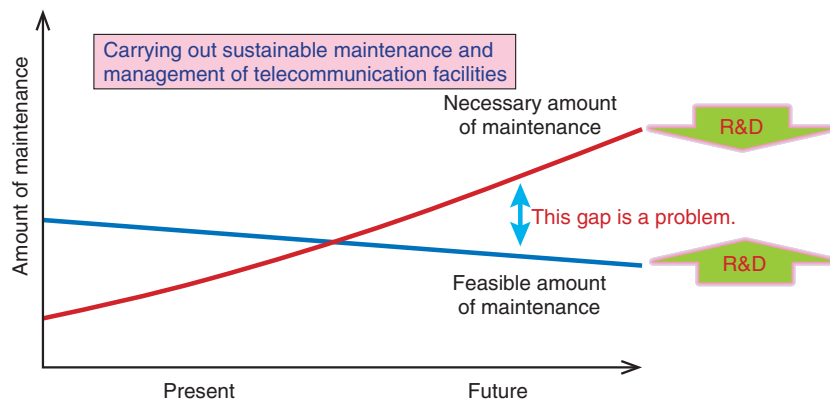 Carrying out sustainable maintenance and
management of telecommunication facilities
Necessary amount
of maintenance
R&D
Amount of maintenance
This gap is a problem.
R&D
Feasible amount
of maintenance
Present
Future